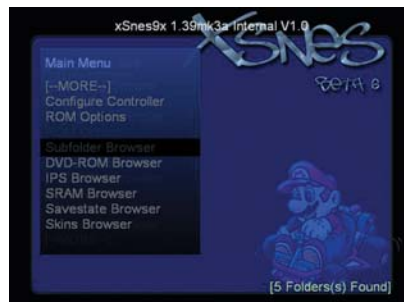 xSnes9x 1.39mk3a Internal V1.0
XSNES
Beta 6
Main Menu
[--MORE--]
Configure Controller
ROM Options
Subfolder Browser
DVD-ROM Browser
IPS Browser
SRAM Browser
Savestate Browser
Skins Browser
[5 Folders(s) Found]